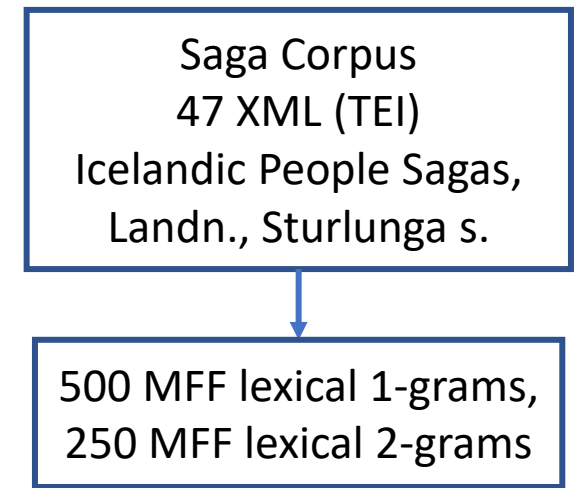 Saga Corpus
47 XML (TEI)
Icelandic People Sagas,
Landn., Sturlunga s.
500 MFF lexical 1-grams,
250 MFF lexical 2-grams